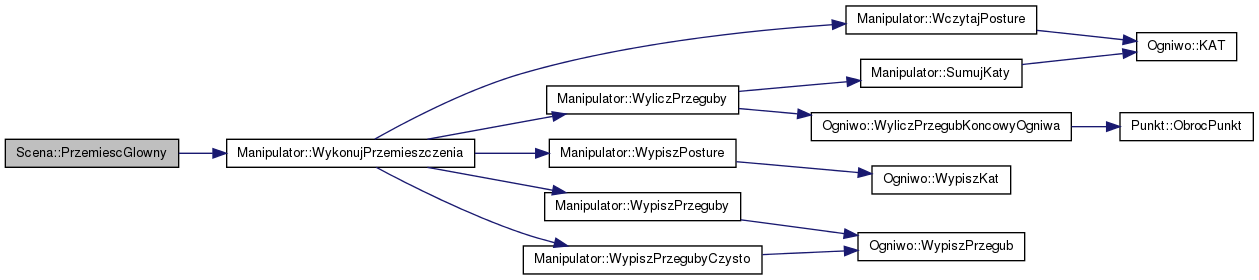 Scena::PrzemiescGlowny
Manipulator::WykonujPrzemieszczenia
Manipulator::WczytajPosture
Ogniwo::KAT
Manipulator::WyliczPrzeguby
Manipulator::SumujKaty
Ogniwo::WyliczPrzegubKoncowyOgniwa
Punkt::ObrocPunkt
Manipulator::WypiszPosture
Ogniwo::WypiszKat
Manipulator::WypiszPrzeguby
Ogniwo::WypiszPrzegub
Manipulator::WypiszPrzegubyCzysto